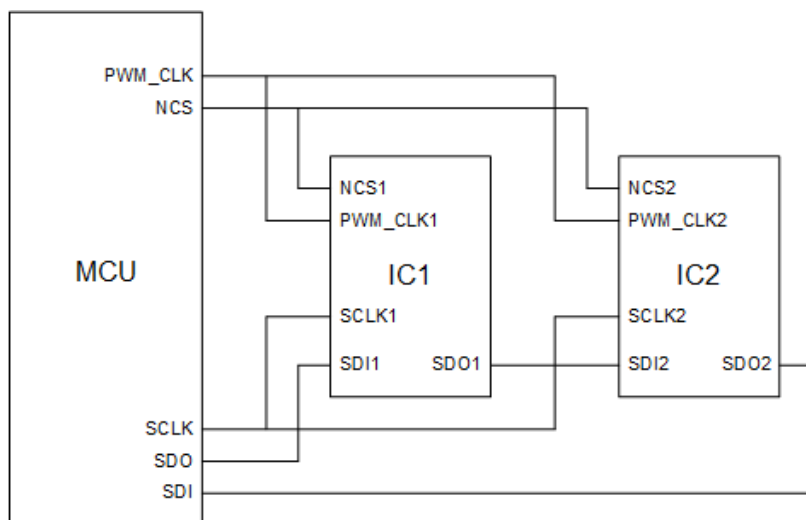 PWM_CLK
NCS
MCU
SCLK
SDO
SDI
NCS1
PWM_CLK1
IC1
SCLK1
SDI1 SDO1
NCS2
PWM_CLK2
IC2
SCLK2
SDI2 SDO2